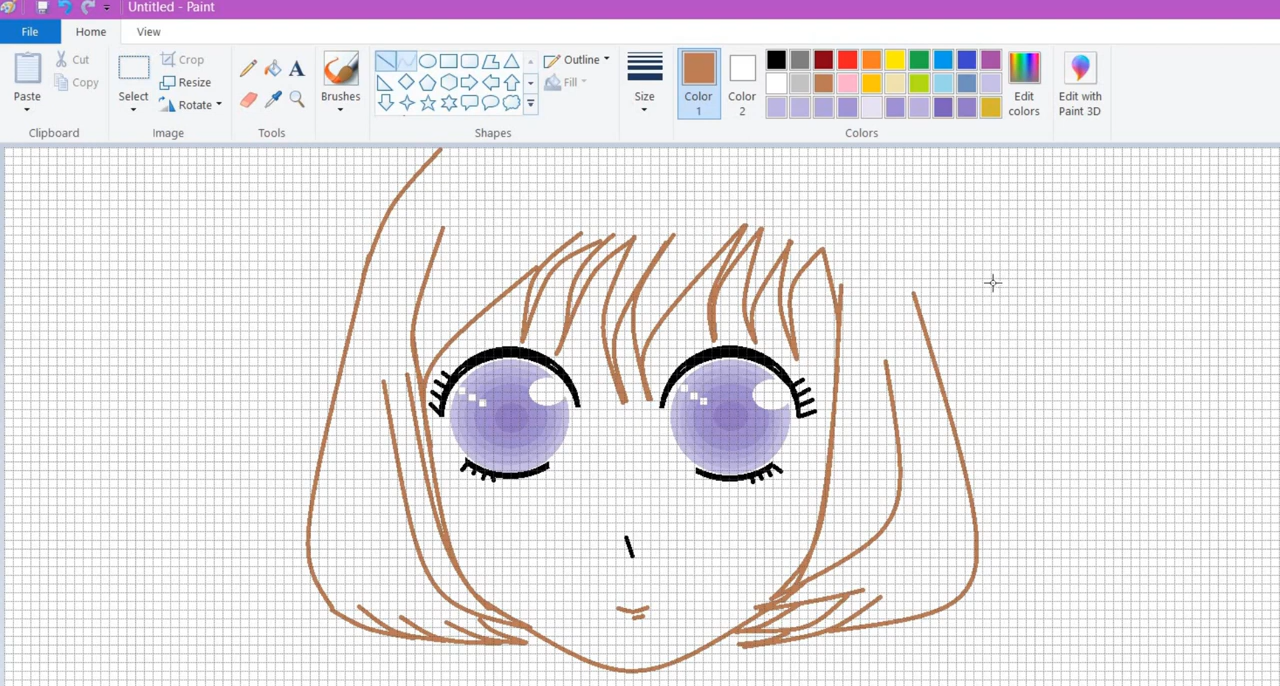 Untitled - Paint
File Home View
Paste
Cut
Copy
Clipboard
Select
Crop
Resize
Rotate
Image
A
Tools
Brushes
Outline
Fill
Shapes
Size
Color
1
Color
2
Edit
colors
Colors
Edit with
Paint 3D